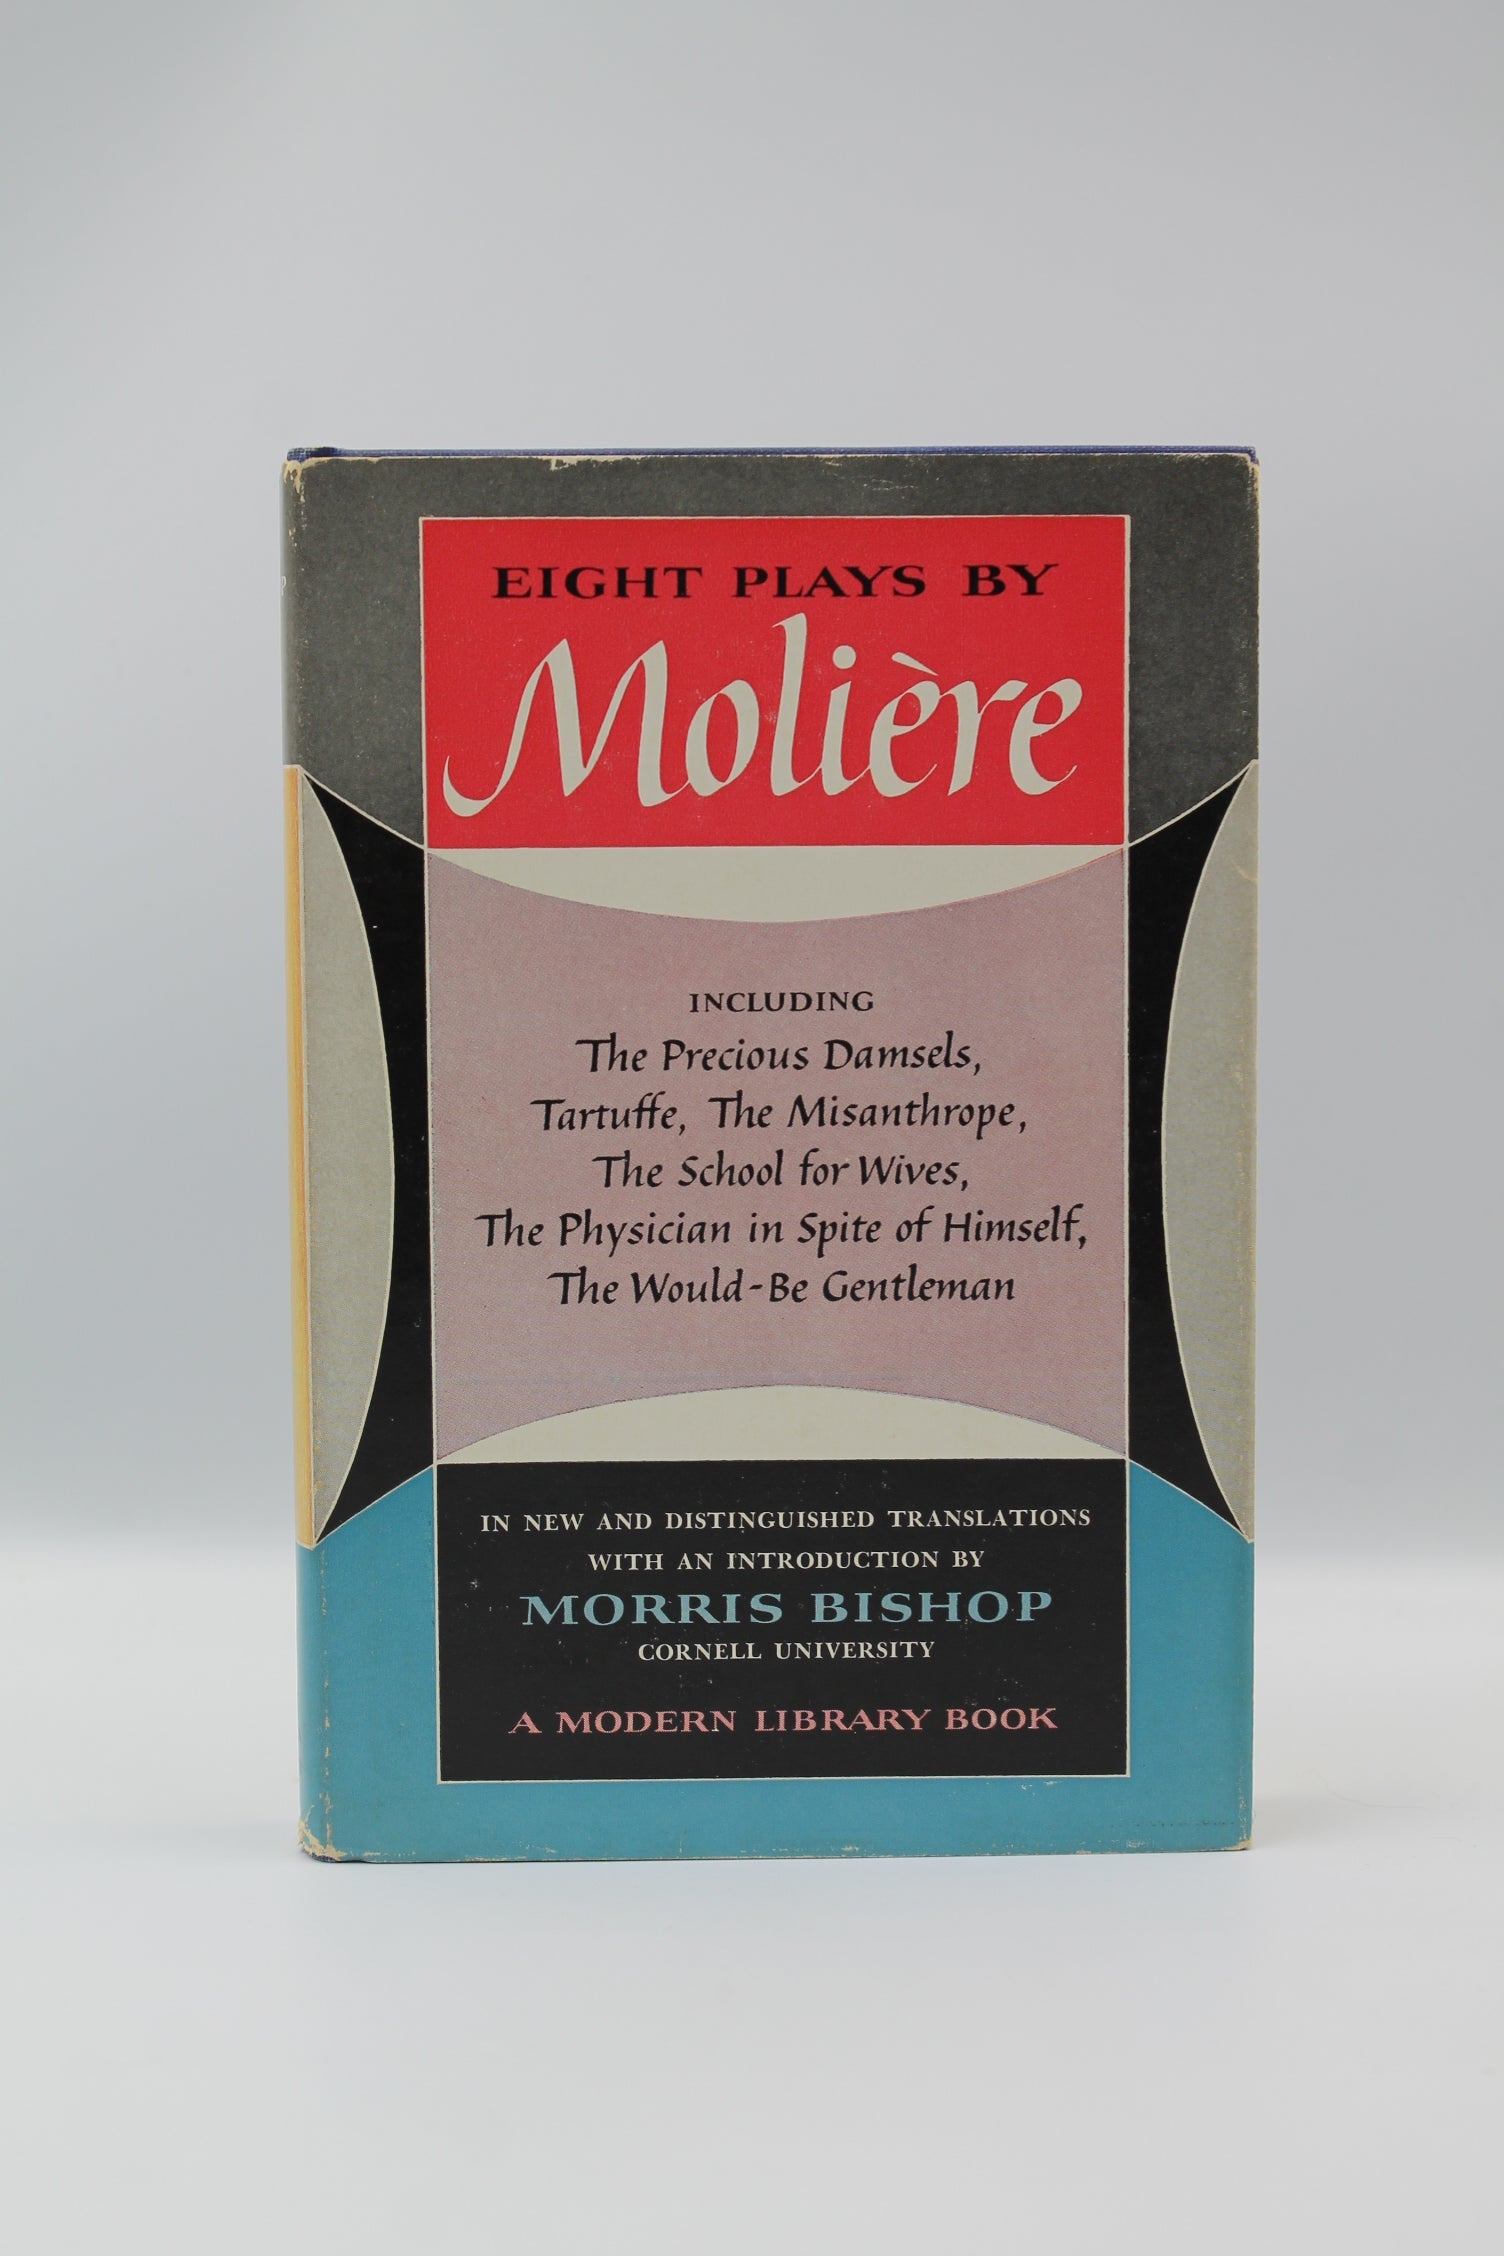 EIGHT PLAYS BY
Molière
INCLUDING
The Precious Damsels,
Tartuffe, The Misanthrope,
The School for Wives,
The Physician in Spite of Himself,
The Would-Be Gentleman
IN NEW AND DISTINGUISHED TRANSLATIONS
WITH AN INTRODUCTION BY
MORRIS BISHOP
CORNELL UNIVERSITY
A MODERN LIBRARY BOOK